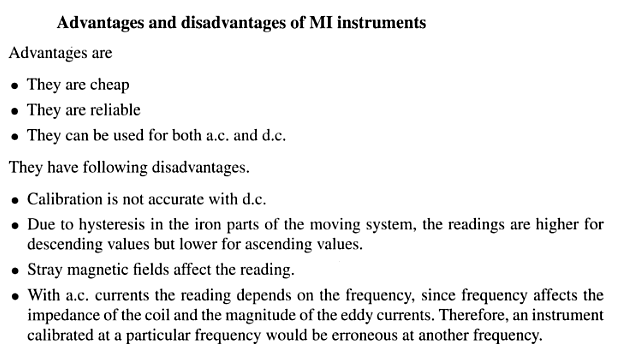 Advantages and disadvantages of MI instruments
Advantages are
• They are cheap
• They are reliable
• They can be used for both a.c. and d.c.
They have following disadvantages.
• Calibration is not accurate with d.c.
• Due to hysteresis in the iron parts of the moving system, the readings are higher for
descending values but lower for ascending values.
• Stray magnetic fields affect the reading.
• With a.c. currents the reading depends on the frequency, since frequency affects the
impedance of the coil and the magnitude of the eddy currents. Therefore, an instrument
calibrated at a particular frequency would be erroneous at another frequency.